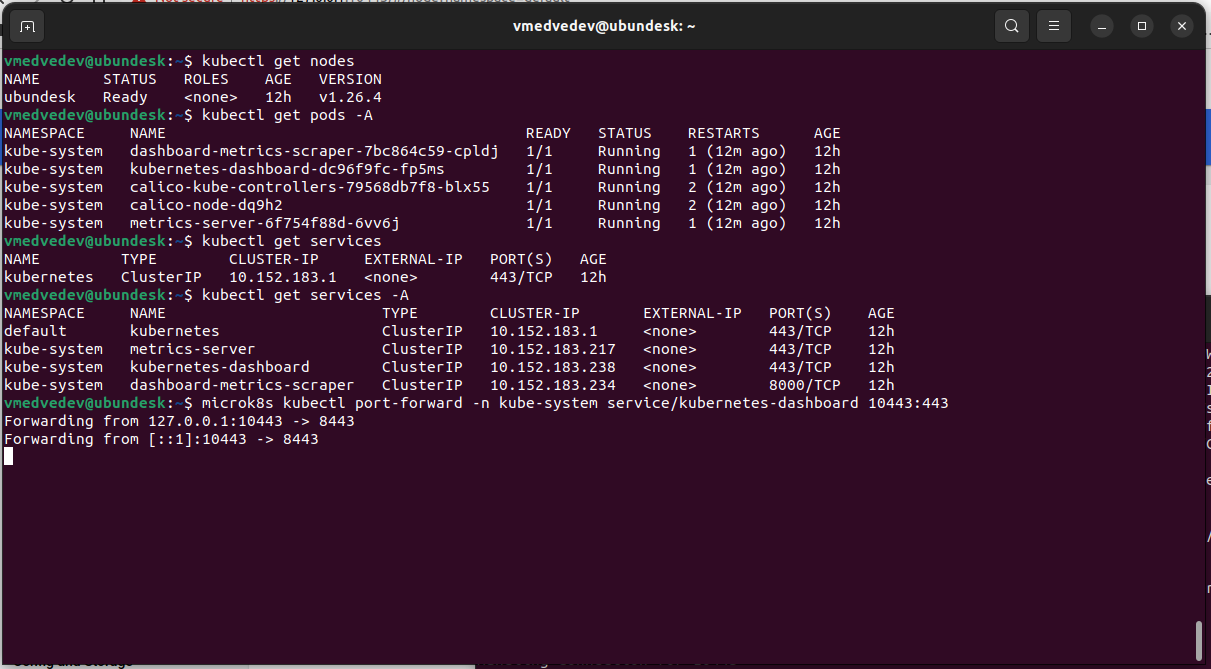 vmedvedev@ubundesk: ~
vmedvedev@ubundesk:~$ kubectl get nodes
NAME       STATUS   ROLES    AGE   VERSION
ubundesk   Ready    <none>   12h   v1.26.4
vmedvedev@ubundesk:~$ kubectl get pods -A
NAMESPACE     NAME                                         READY   STATUS    RESTARTS      AGE
kube-system   dashboard-metrics-scraper-7bc864c59-cpldj   1/1     Running   1 (12m ago)   12h
kube-system   kubernetes-dashboard-dc96f9fc-fp5ms         1/1     Running   1 (12m ago)   12h
kube-system   calico-kube-controllers-79568db7f8-blx55    1/1     Running   2 (12m ago)   12h
kube-system   calico-node-dq9h2                           1/1     Running   2 (12m ago)   12h
kube-system   metrics-server-6f754f88d-6vv6j              1/1     Running   1 (12m ago)   12h
vmedvedev@ubundesk:~$ kubectl get services
NAME         TYPE        CLUSTER-IP     EXTERNAL-IP   PORT(S)   AGE
kubernetes   ClusterIP   10.152.183.1   <none>        443/TCP   12h
vmedvedev@ubundesk:~$ kubectl get services -A
NAMESPACE     NAME                        TYPE        CLUSTER-IP       EXTERNAL-IP   PORT(S)    AGE
default       kubernetes                  ClusterIP   10.152.183.1     <none>        443/TCP    12h
kube-system   metrics-server              ClusterIP   10.152.183.217   <none>        443/TCP    12h
kube-system   kubernetes-dashboard        ClusterIP   10.152.183.238   <none>        443/TCP    12h
kube-system   dashboard-metrics-scraper   ClusterIP   10.152.183.234   <none>        8000/TCP   12h
vmedvedev@ubundesk:~$ microk8s kubectl port-forward -n kube-system service/kubernetes-dashboard 10443:443
Forwarding from 127.0.0.1:10443 -> 8443
Forwarding from [::1]:10443 -> 8443